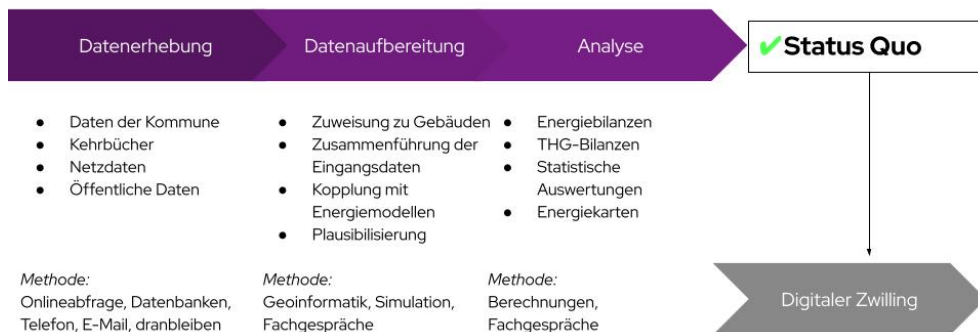 Datenerhebung
Datenaufbereitung
Analyse
✔Status Quo
● Daten der Kommune
● Kehrbücher
● Netzdaten
● Öffentliche Daten
● Zuweisung zu Gebäuden
● Zusammenführung der
Eingangsdaten
● Kopplung mit
Energiemodellen
● Plausibilisierung
● Energiebilanzen
● THG-Bilanzen
● Statistische
Auswertungen
● Energiekarten
Methode:
Onlineabfrage, Datenbanken,
Telefon, E-Mail, dranbleiben
Methode:
Geoinformatik, Simulation,
Fachgespräche
Methode:
Berechnungen,
Fachgespräche
Digitaler Zwilling